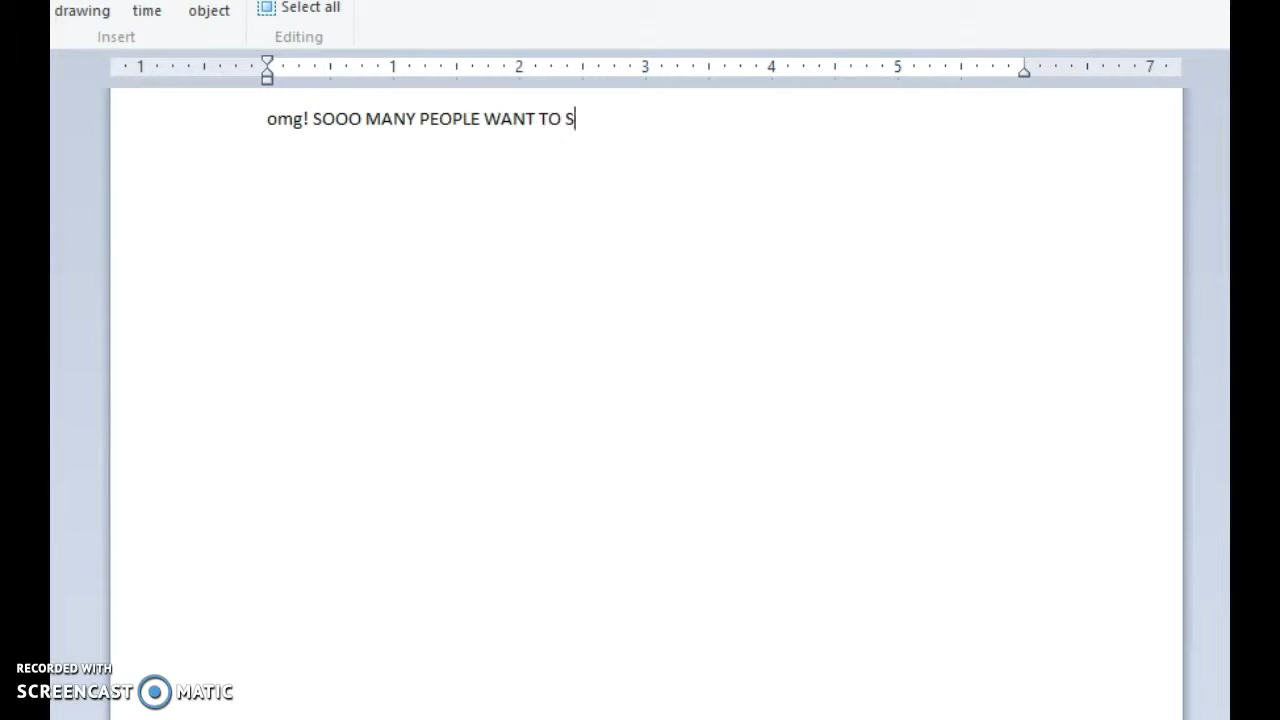 drawing time object Select all
Insert Editing
1 1 2 3 4 5 7
omg! SOOO MANY PEOPLE WANT TO S
RECORDED WITH
SCREENCAST MATIC